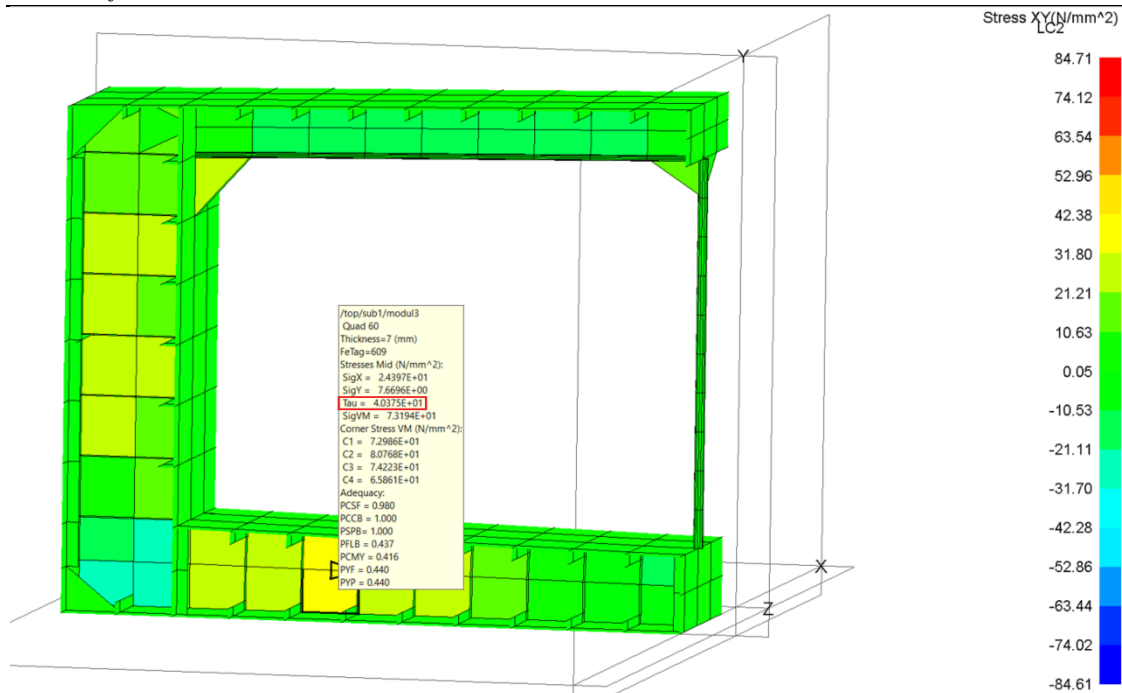 Stress XY(N/mm^2)
LC2
84.71
74.12
63.54
52.96
42.38
31.80
21.21
10.63
0.05
-10.53
-21.11
-31.70
-42.28
-52.86
-63.44
-74.02
-84.61
Y
X
Z
/top/sub1/modul3
Quad 60
Thickness=7 (mm)
FeTag=609
Stresses Mid (N/mm^2):
SigX = 2.4397E+01
SigY = 7.6696E+00
Tau = 4.0375E+01
SigVM = 7.3194E+01
Corner Stress VM (N/mm^2):
C1 = 7.2986E+01
C2 = 8.0768E+01
C3 = 7.4223E+01
C4 = 6.5861E+01
Adequacy:
PCSF = 0.980
PCCB = 1.000
PSPB= 1.000
PFLB = 0.437
PCMY = 0.416
PYF = 0.440
PYP = 0.440